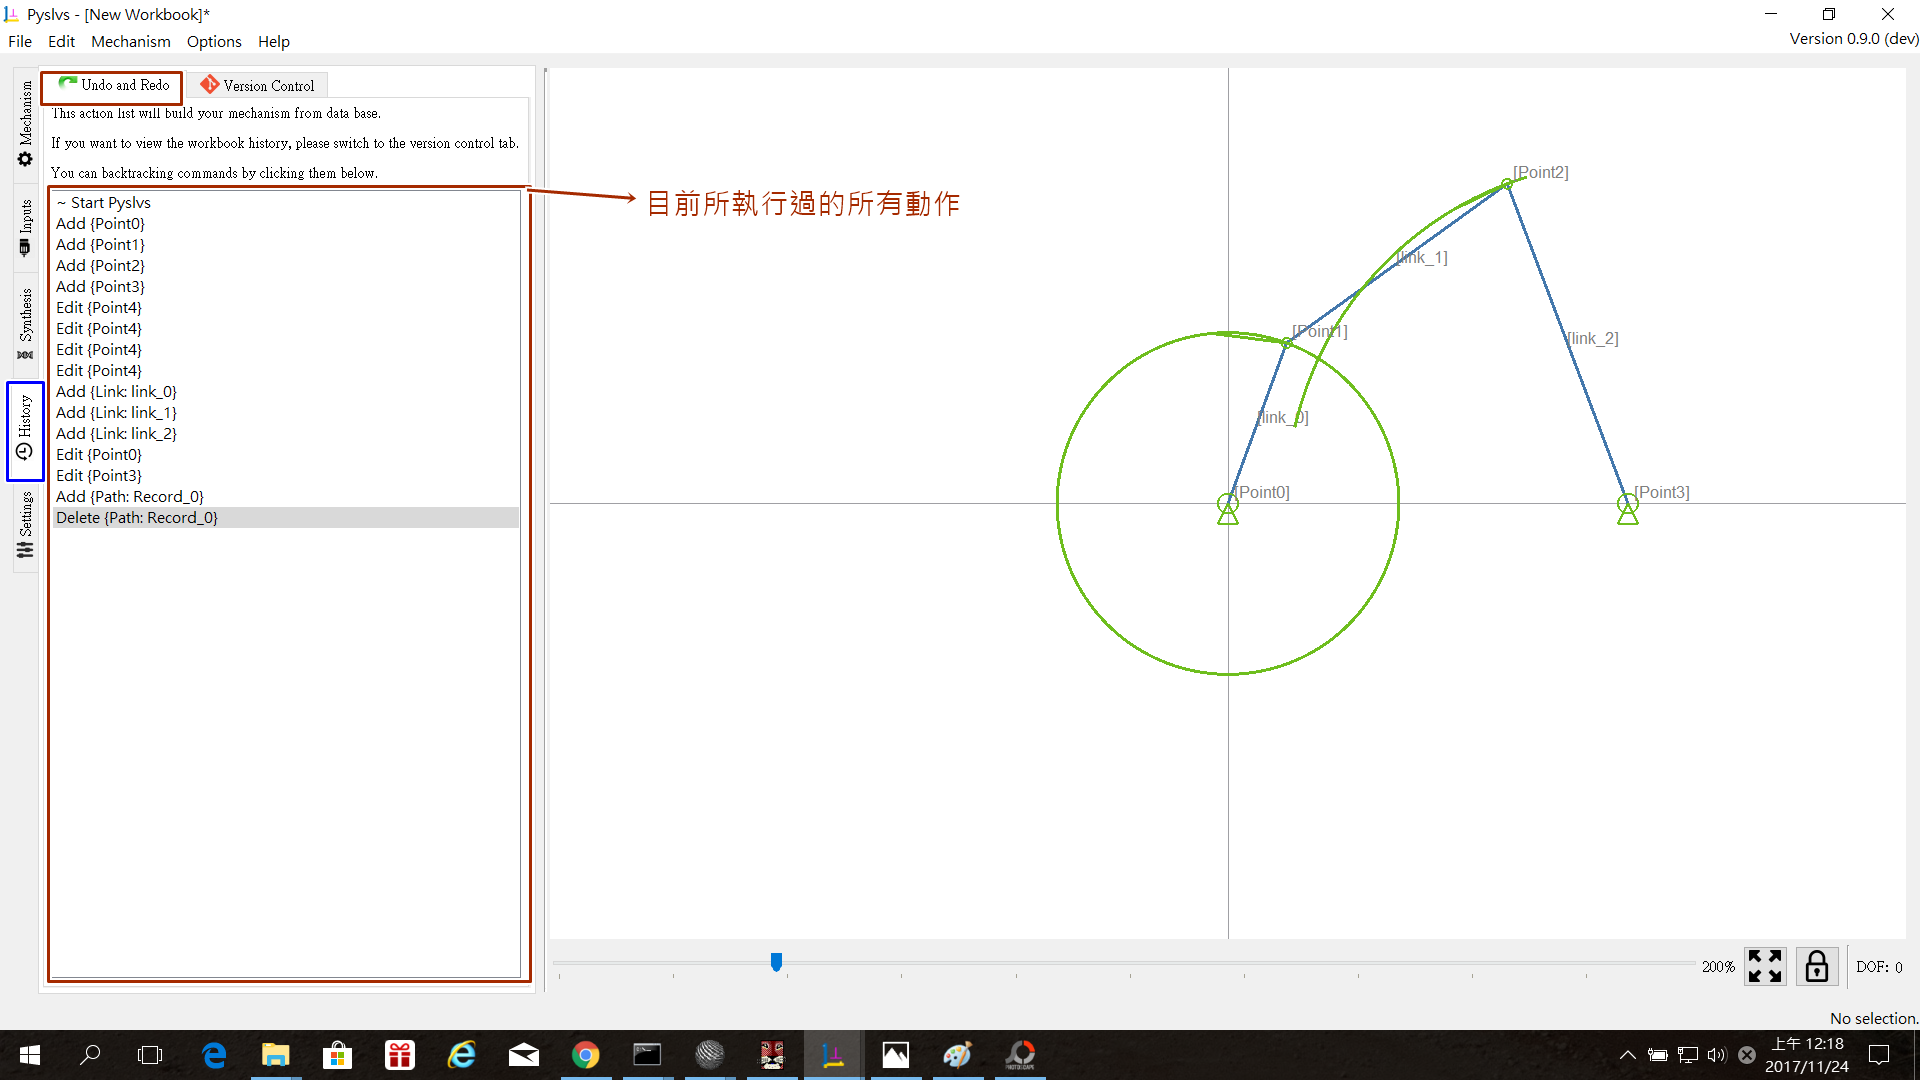 Pyslvs - [New Workbook]*
File Edit Mechanism Options Help
Version 0.9.0 (dev)
Mechanism
Inputs
Synthesis
History
Settings
Undo and Redo
Version Control
This action list will build your mechanism from data base.
If you want to view the workbook history, please switch to the version control tab.
You can backtracking commands by clicking them below.
~ Start Pyslvs
Add {Point0}
Add {Point1}
Add {Point2}
Add {Point3}
Edit {Point4}
Edit {Point4}
Edit {Point4}
Edit {Point4}
Add {Link: link_0}
Add {Link: link_1}
Add {Link: link_2}
Edit {Point0}
Edit {Point3}
Add {Path: Record_0}
Delete {Path: Record_0}
目前所執行過的所有動作
[Point2]
[link_1]
[Point1]
[link_2]
[link_0]
[Point0]
[Point3]
200%
DOF: 0
No selection.
上午 12:18
2017/11/24